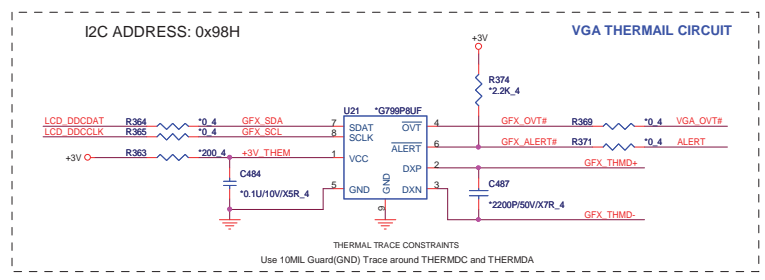 I2C ADDRESS: 0x98H
VGA THERMAIL CIRCUIT
+3V
R374
*2.2K_4
U21 *G799P8UF
LCD_DDCDAT R364 *0_4 GFX_SDA 7 SDAT OVT 4 GFX_OVT# R369 *0_4 VGA_OVT#
LCD_DDCCLK R365 *0_4 GFX_SCL 8 SCLK
ALERT 6 GFX_ALERT# R371 *0_4 ALERT
+3V R363 *200_4 +3V_THEM 1 VCC
DXP 2 GFX_THMD+
C484
*0.1U/10V/X5R_4
5 GND GND 9 DXN 3
C487
*2200P/50V/X7R_4
GFX_THMD-
THERMAL TRACE CONSTRAINTS
Use 10MIL Guard(GND) Trace around THERMDC and THERMDA